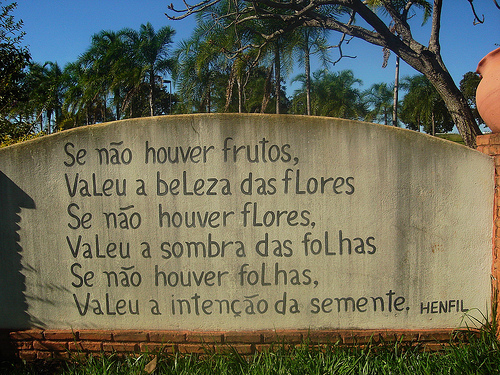 Se não houver frutos,
Valeu a beleza das flores
Se não houver flores,
Valeu a sombra das folhas
Se não houver folhas,
Valeu a intenção da semente. HENFIL